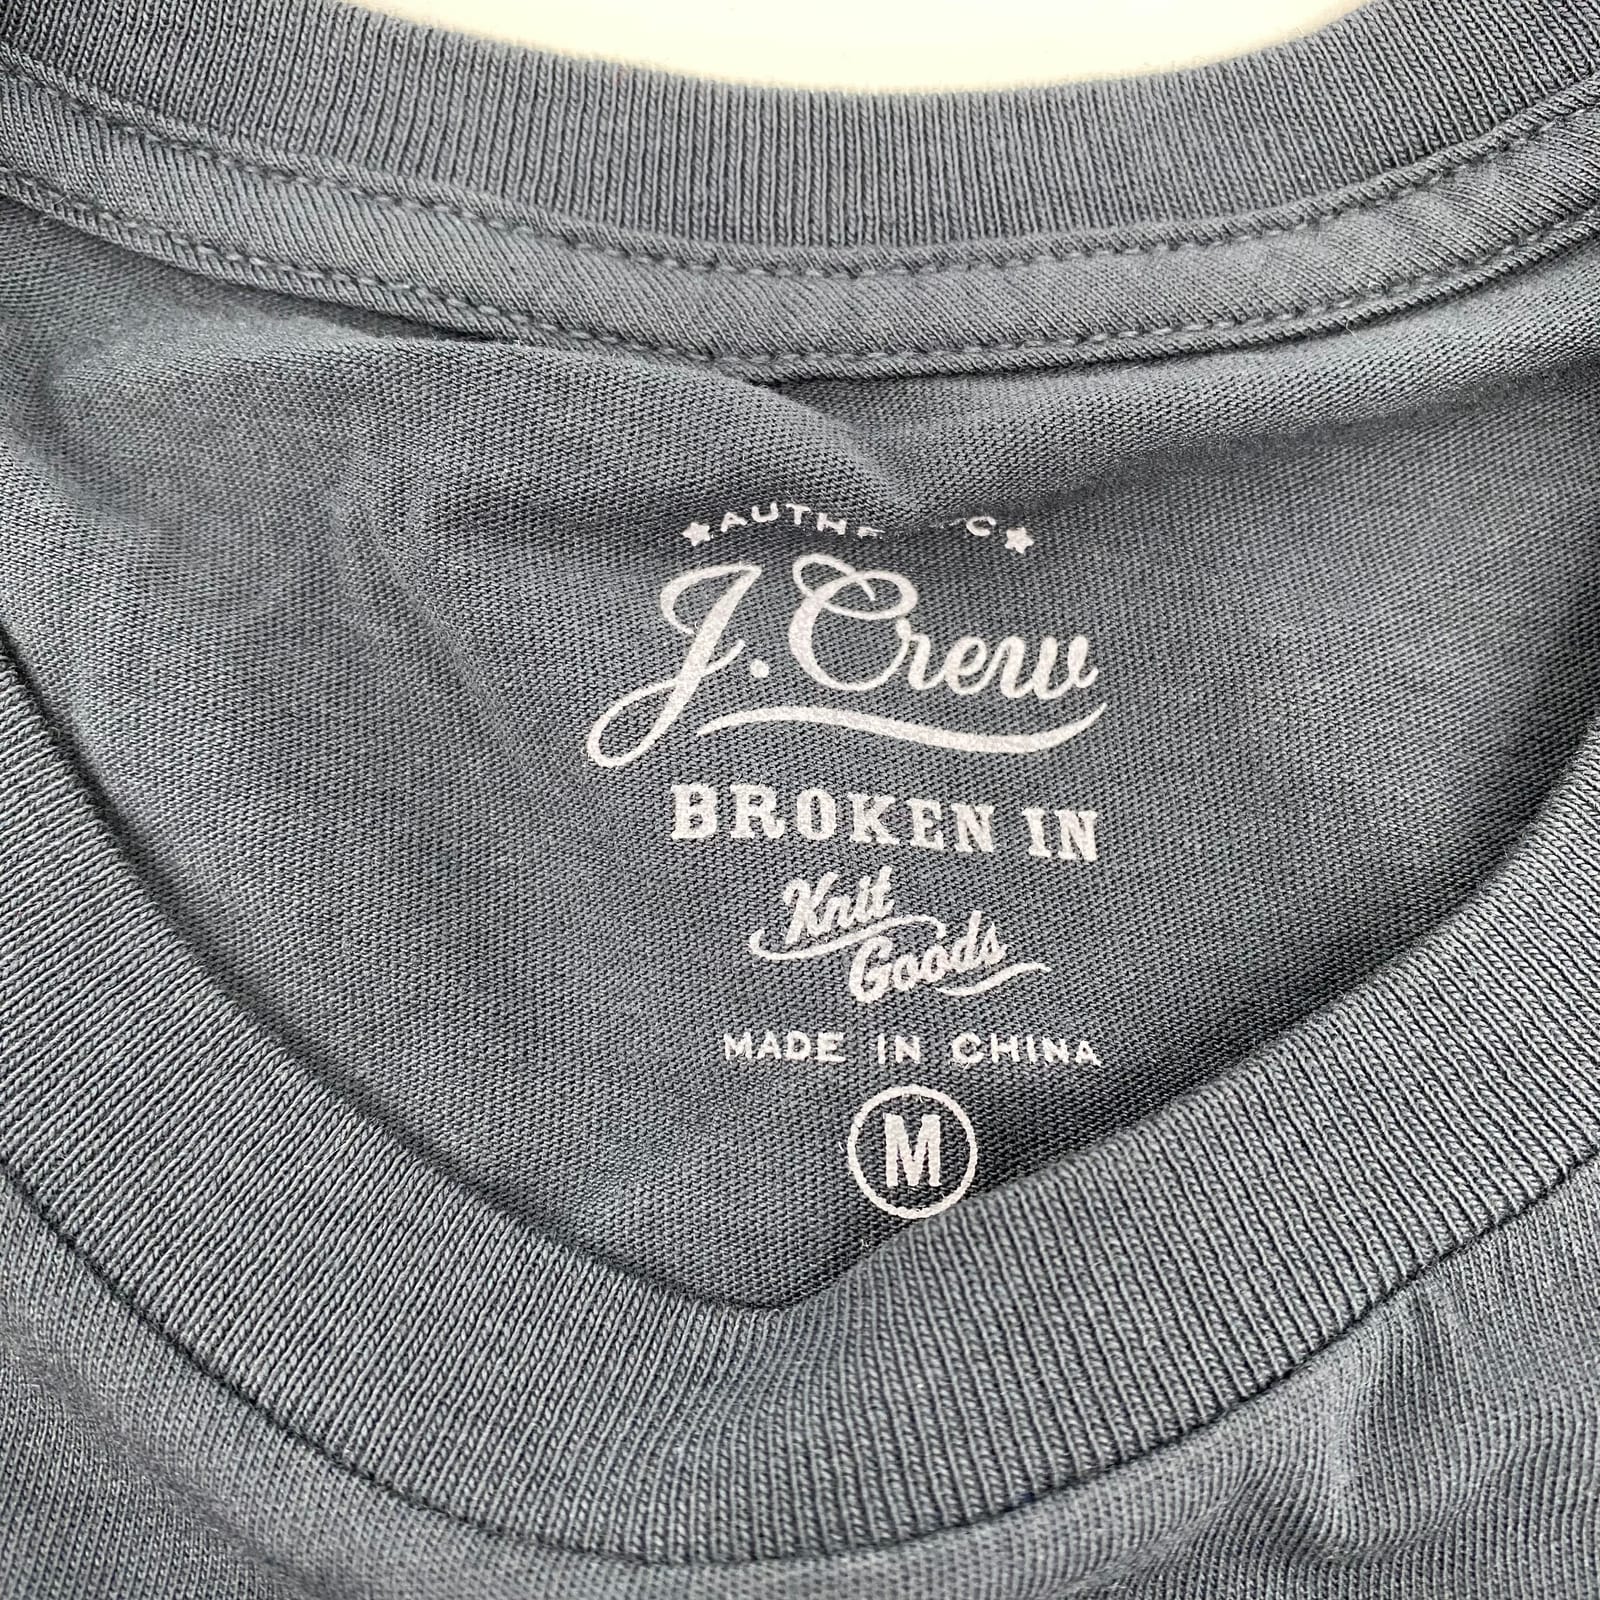 J.Crew
BROKEN IN
Knit
Goods
MADE IN CHINA
M